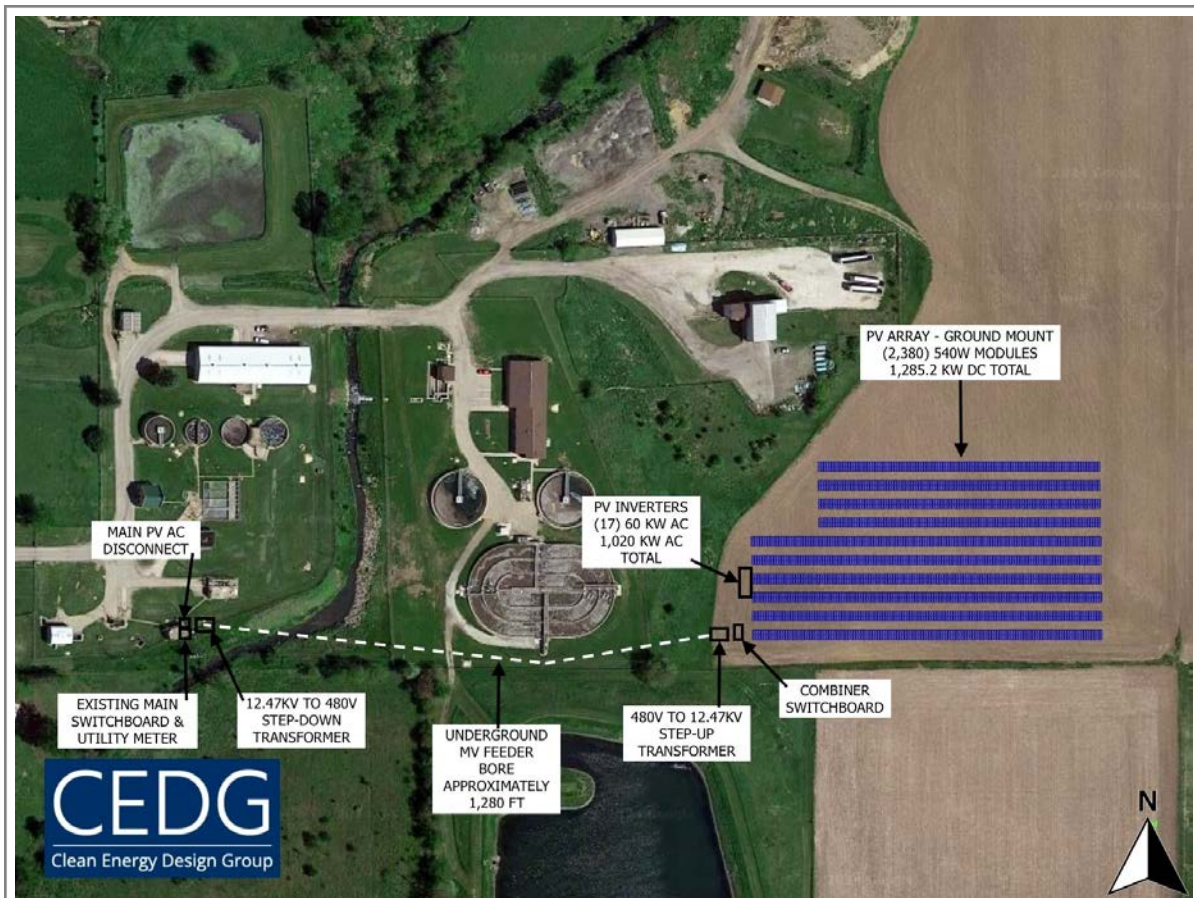 PV ARRAY - GROUND MOUNT
(2,380) 540W MODULES
1,285.2 KW DC TOTAL
PV INVERTERS
(17) 60 KW AC
1,020 KW AC
TOTAL
MAIN PV AC
DISCONNECT
EXISTING MAIN
SWITCHBOARD &
UTILITY METER
12.47KV TO 480V
STEP-DOWN
TRANSFORMER
UNDERGROUND
MV FEEDER
BORE
APPROXIMATELY
1,280 FT
480V TO 12.47KV
STEP-UP
TRANSFORMER
COMBINER
SWITCHBOARD
CEDG
Clean Energy Design Group
N